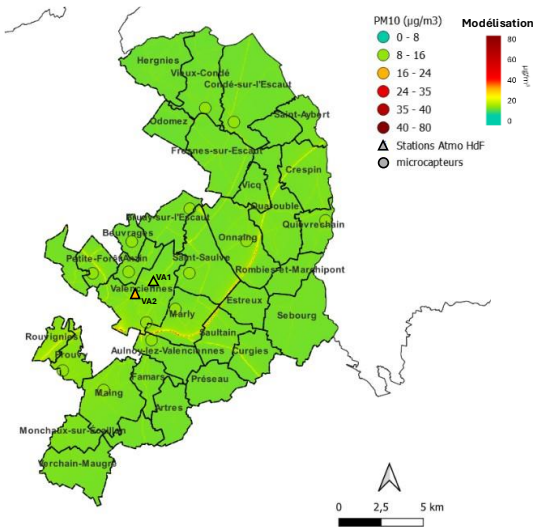 PM10 (µg/m3)
0 - 8
8 - 16
16 - 24
24 - 35
35 - 40
40 - 80
Stations Atmo HdF
microcapteurs
Modélisation
80
60
40
20
0
µg/m³
Hergnies
Vieux-Condé
Condé-sur-l'Escaut
Odomez
Saint-Aybert
Fresnes-sur-Escaut
Crespin
Vicq
Quarouble
Bruay-sur-l'Escaut
Quiévrechain
Beuvrages
Onnaing
Petite-Forêt
Anzin
Saint-Saulve
Rombies-et-Marchipont
VA1
Valenciennes
VA2
Estreux
Marly
Sebourg
Rouvignies
Saultain
Prouvy
Aulnoy-lez-Valenciennes
Curgies
Famars
Préseau
Maing
Artres
Monchaux-sur-Écaillon
Verchain-Maugré
0
2,5
5 km